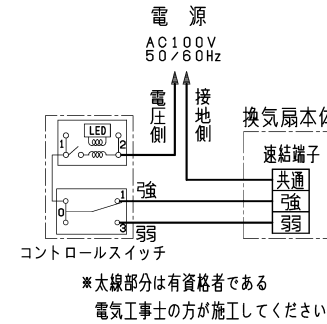 電 源
AC100V
50/60Hz
電圧側
接地側
換気扇本体
速結端子
共通
強
弱
LED
1
2
0
1
3
強
弱
コントロールスイッチ
※太線部分は有資格者である
電気工事士の方が施工してください